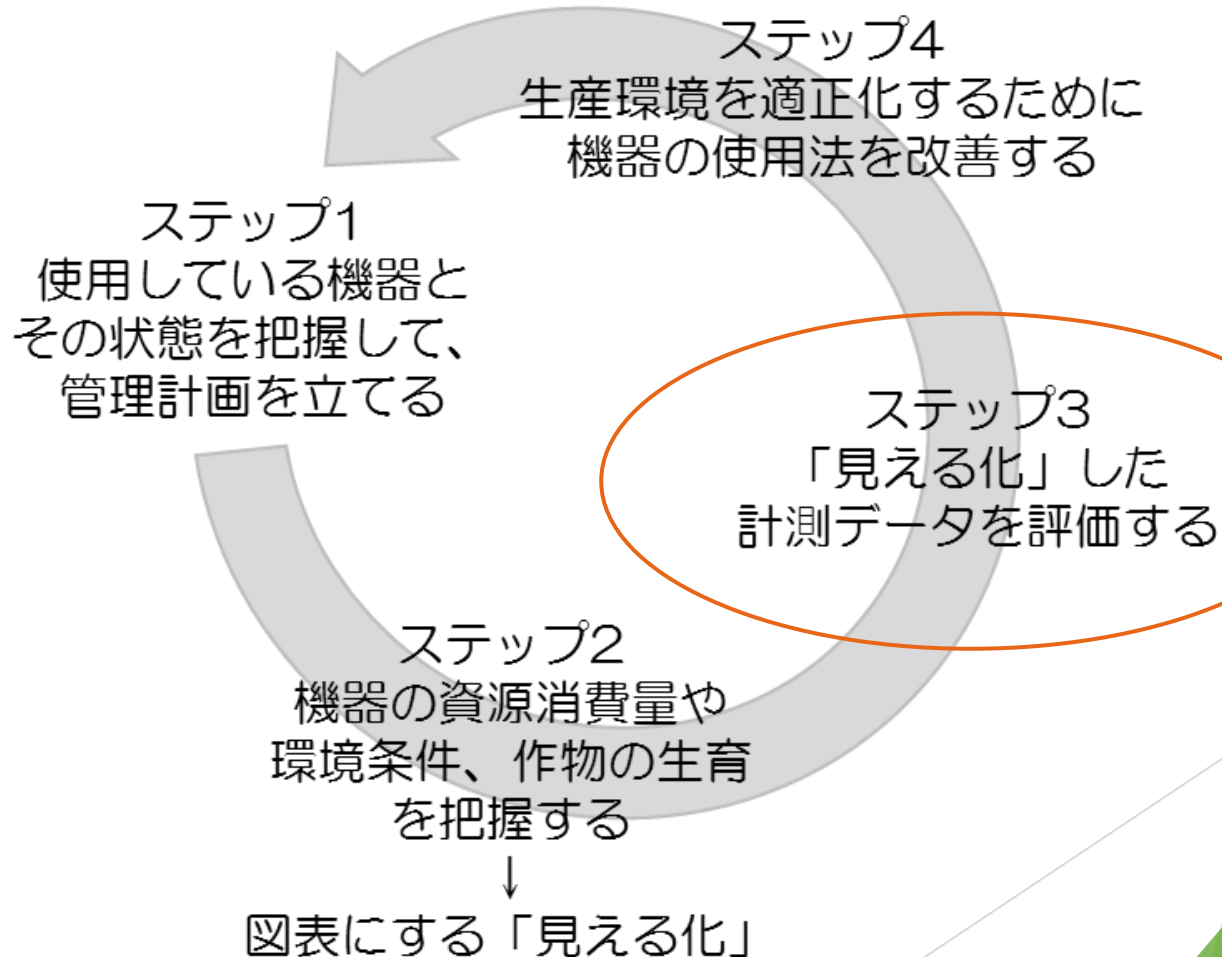 ステップ1
使用している機器と
その状態を把握して、
管理計画を立てる
ステップ2
機器の資源消費量や
環境条件、作物の生育
を把握する
↓
図表にする「見える化」
ステップ3
「見える化」した
計測データを評価する
ステップ4
生産環境を適正化するために
機器の使用法を改善する